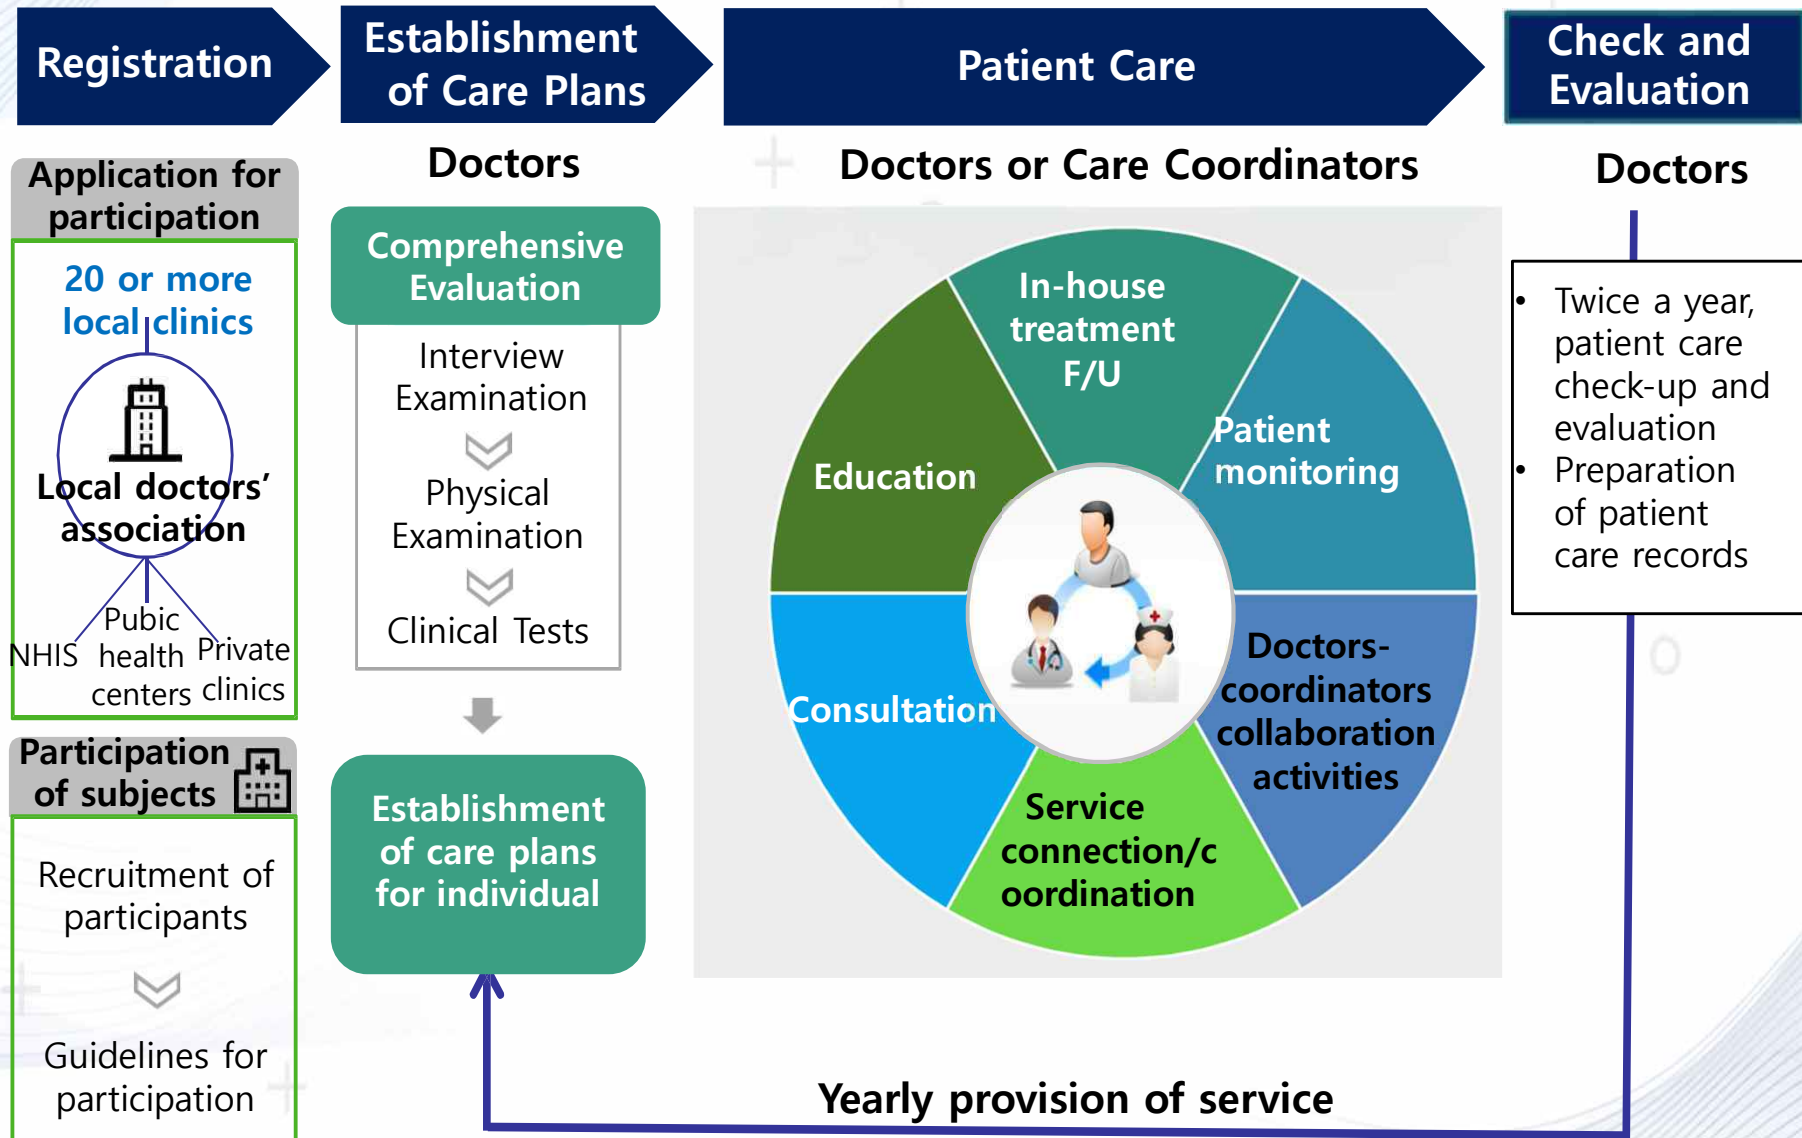 Registration
Establishment
of Care Plans
Patient Care
Check and
Evaluation
Application for
participation
20 or more
local clinics
Local doctors’
association
NHIS
Pubic
health
centers
Private
clinics
Participation
of subjects
Recruitment of
participants
Guidelines for
participation
Doctors
Comprehensive
Evaluation
Interview
Examination
Physical
Examination
Clinical Tests
Establishment
of care plans
for individual
Doctors or Care Coordinators
In-house
treatment
F/U
Patient
monitoring
Doctors-
coordinators
collaboration
activities
Service
connection/c
oordination
Consultation
Education
Doctors
• Twice a year,
patient care
check-up and
evaluation
• Preparation
of patient
care records
Yearly provision of service